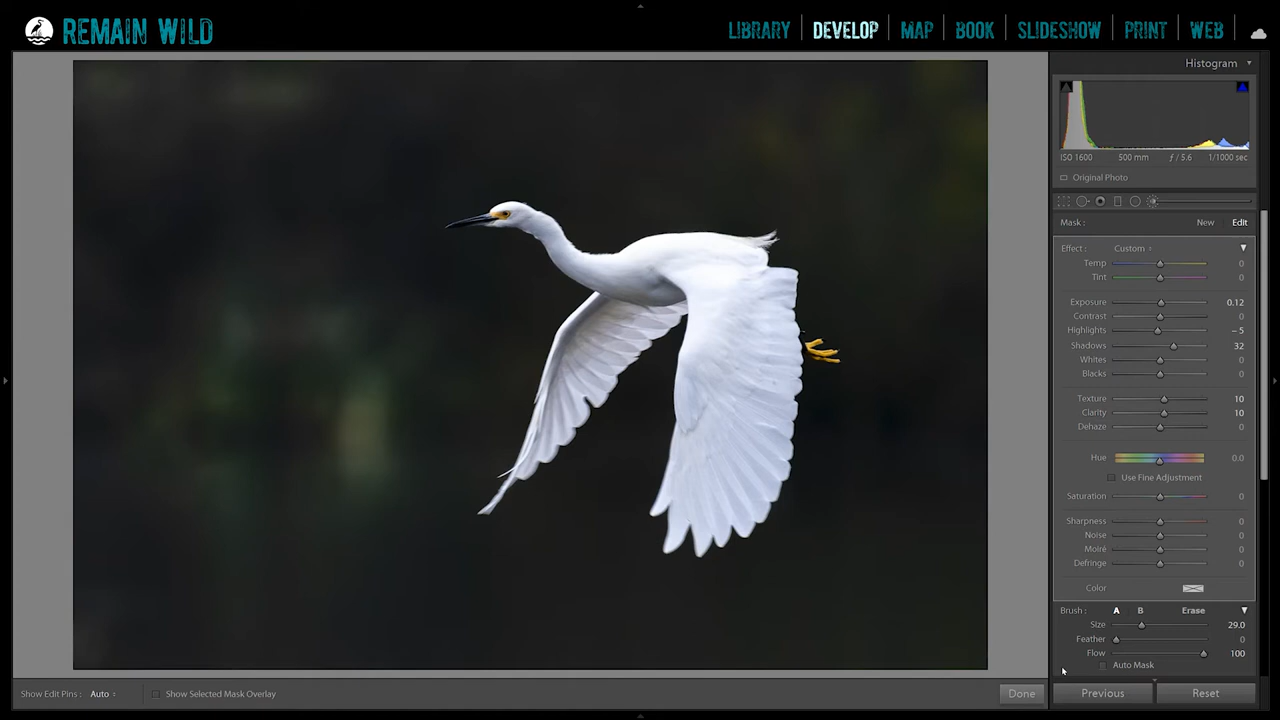 REMAIN WILD
LIBRARY DEVELOP MAP BOOK SLIDESHOW PRINT WEB
Histogram
ISO 1600 500 mm ƒ / 5.6 1/1000 sec
Original Photo
Mask : New Edit
Effect : Custom
Temp 0
Tint 0
Exposure 0.12
Contrast 0
Highlights – 5
Shadows 32
Whites 0
Blacks 0
Texture 10
Clarity 10
Dehaze 0
Hue 0.0
Use Fine Adjustment
Saturation 0
Sharpness 0
Noise 0
Moiré 0
Defringe 0
Color
Brush : A B Erase
Size 29.0
Feather 0
Flow 100
Auto Mask
Show Edit Pins : Auto Show Selected Mask Overlay Done Previous Reset